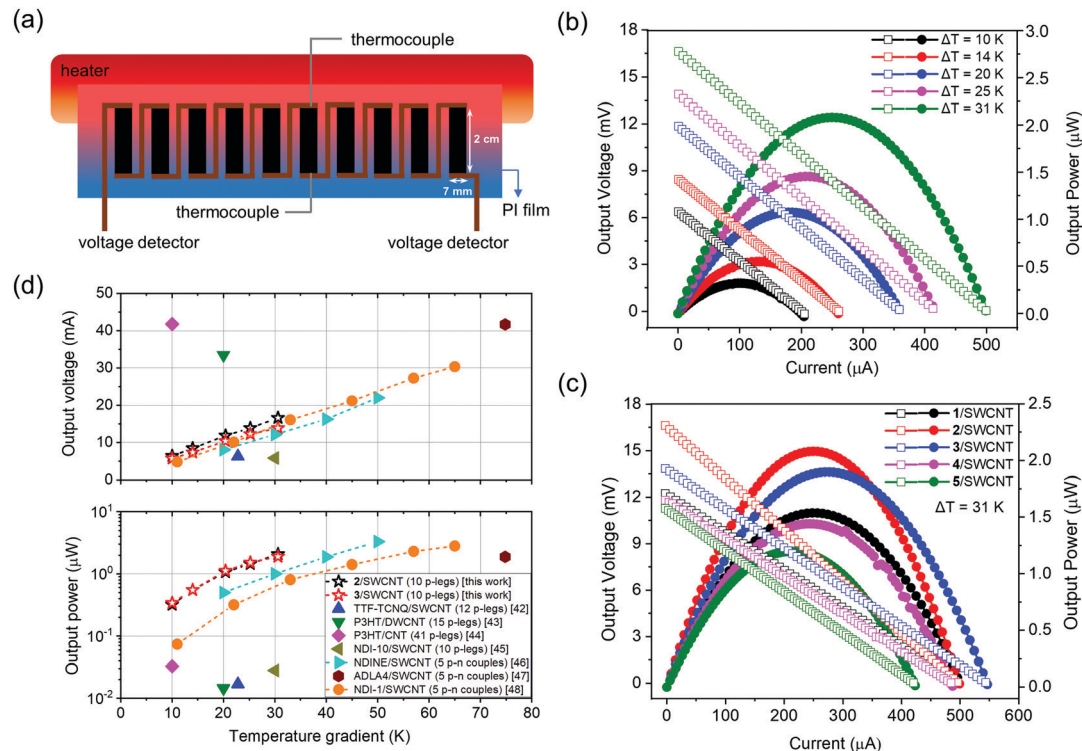 (a)
thermocouple
heater
2 cm
7 mm
PI film
thermocouple
voltage detector
voltage detector
(b)
Output Voltage (mV)
18
15
12
9
6
3
0
ΔT = 10 K
ΔT = 14 K
ΔT = 20 K
ΔT = 25 K
ΔT = 31 K
3.0
2.5
2.0
1.5
1.0
0.5
0.0
Output Power (μW)
0 100 200 300 400 500
Current (μA)
(d)
Output voltage (mA)
50
40
30
20
10
0
Output power (μW)
10¹
10⁰
10⁻¹
10⁻²
2/SWCNT (10 p-legs) [this work]
3/SWCNT (10 p-legs) [this work]
TTF-TCNQ/SWCNT (12 p-legs) [42]
P3HT/DWCNT (15 p-legs) [43]
P3HT/CNT (41 p-legs) [44]
NDI-10/SWCNT (10 p-legs) [45]
NDINE/SWCNT (5 p-n couples) [46]
ADLA4/SWCNT (5 p-n couples) [47]
NDI-1/SWCNT (5 p-n couples) [48]
0 10 20 30 40 50 60 70 80
Temperature gradient (K)
(c)
Output Voltage (mV)
18
15
12
9
6
3
0
1/SWCNT
2/SWCNT
3/SWCNT
4/SWCNT
5/SWCNT
ΔT = 31 K
2.5
2.0
1.5
1.0
0.5
0.0
Output Power (μW)
0 100 200 300 400 500 600
Current (μA)